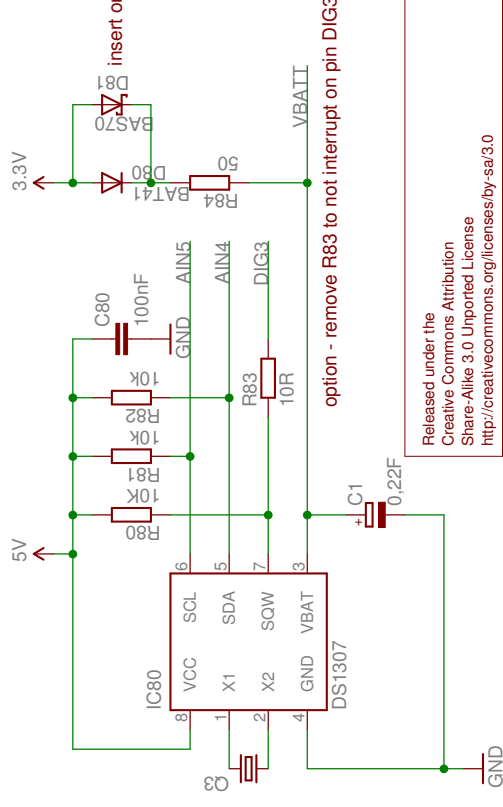 5V
3.3V
D81
BAS70
D80
BAT41
R84
50
VBATT
insert or
C80
100nF
GND
AIN5
AIN4
DIG3
R82
10k
R81
10k
R80
10K
R83
10R
option - remove R83 to not interrupt on pin DIG3
IC80
8 VCC SCL 6
1 X1 SDA 5
2 X2 SQW 7
4 GND VBAT 3
DS1307
Q3
+
C1
0,22F
GND
Released under the
Creative Commons Attribution
Share-Alike 3.0 Unported License
http://creativecommons.org/licenses/by-sa/3.0